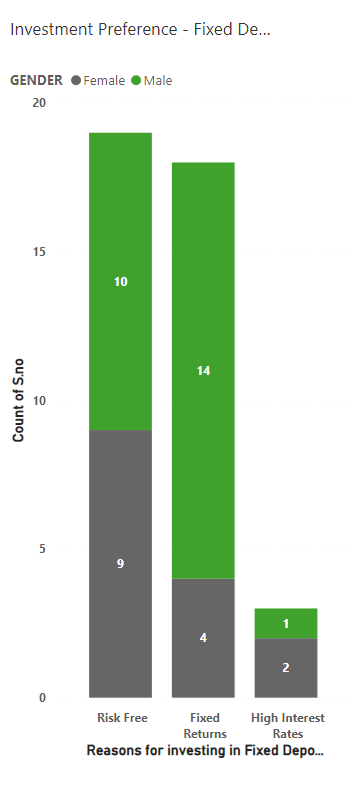 Investment Preference - Fixed De...
GENDER Female Male
20
15
10
5
0
Count of S.no
10
9
14
4
1
2
Risk Free
Fixed
Returns
High Interest
Rates
Reasons for investing in Fixed Depo...